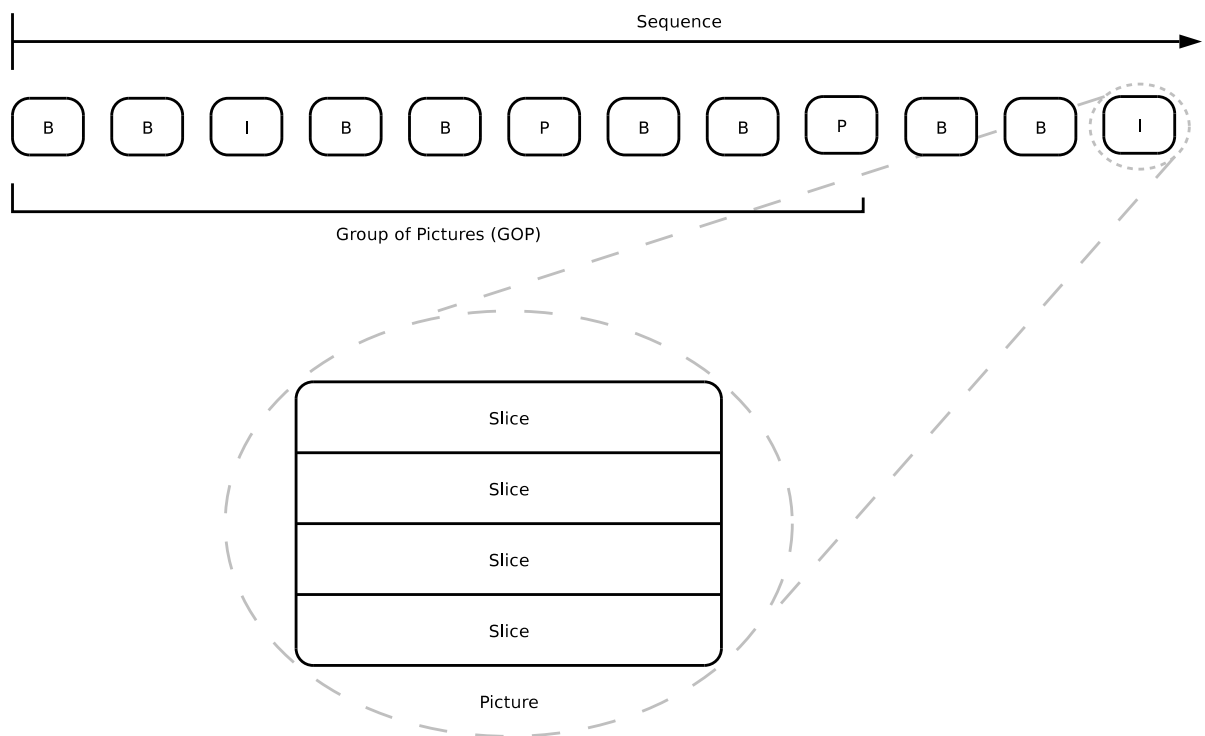 Sequence
B B I B B P B B P B B I
Group of Pictures (GOP)
Slice
Slice
Slice
Slice
Picture